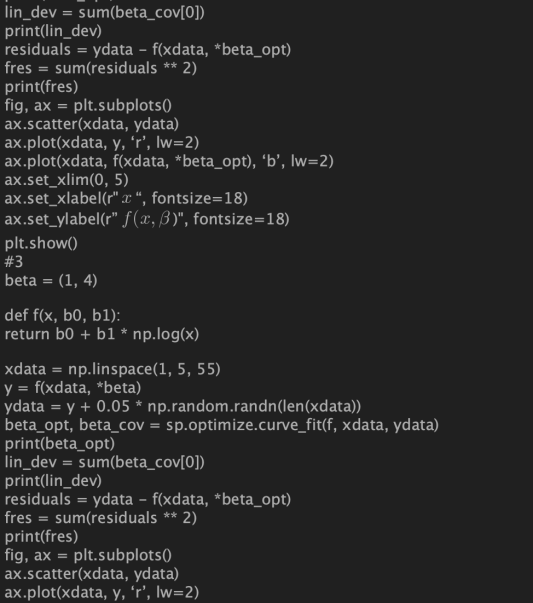 lin_dev = sum(beta_cov[0])
print(lin_dev)
residuals = ydata – f(xdata, *beta_opt)
fres = sum(residuals ** 2)
print(fres)
fig, ax = plt.subplots()
ax.scatter(xdata, ydata)
ax.plot(xdata, y, ‘r’, lw=2)
ax.plot(xdata, f(xdata, *beta_opt), ‘b’, lw=2)
ax.set_xlim(0, 5)
ax.set_xlabel(r" x “, fontsize=18)
ax.set_ylabel(r” f(x, β)", fontsize=18)
plt.show()
#3
beta = (1, 4)
def f(x, b0, b1):
return b0 + b1 * np.log(x)
xdata = np.linspace(1, 5, 55)
y = f(xdata, *beta)
ydata = y + 0.05 * np.random.randn(len(xdata))
beta_opt, beta_cov = sp.optimize.curve_fit(f, xdata, ydata)
print(beta_opt)
lin_dev = sum(beta_cov[0])
print(lin_dev)
residuals = ydata – f(xdata, *beta_opt)
fres = sum(residuals ** 2)
print(fres)
fig, ax = plt.subplots()
ax.scatter(xdata, ydata)
ax.plot(xdata, y, ‘r’, lw=2)